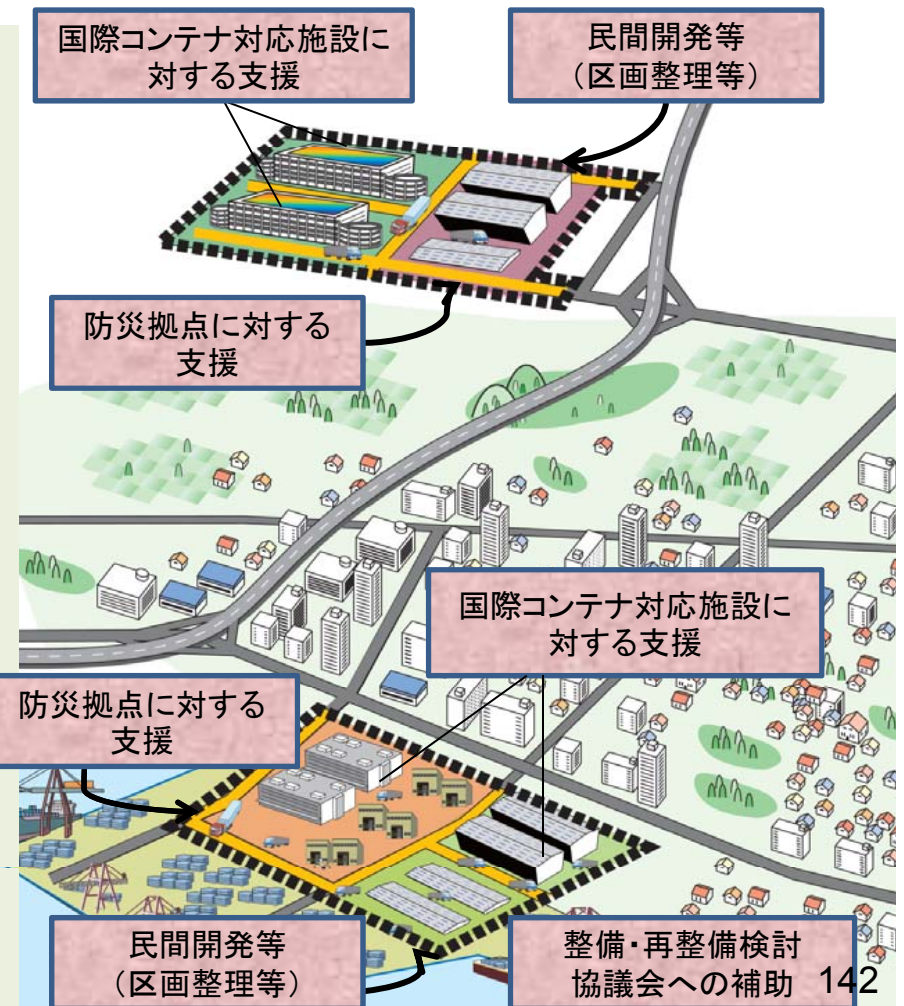 国際コンテナ対応施設に
対する支援
民間開発等
（区画整理等）
防災拠点に対する
支援
国際コンテナ対応施設に
対する支援
防災拠点に対する
支援
民間開発等
（区画整理等）
整備・再整備検討
協議会への補助
142